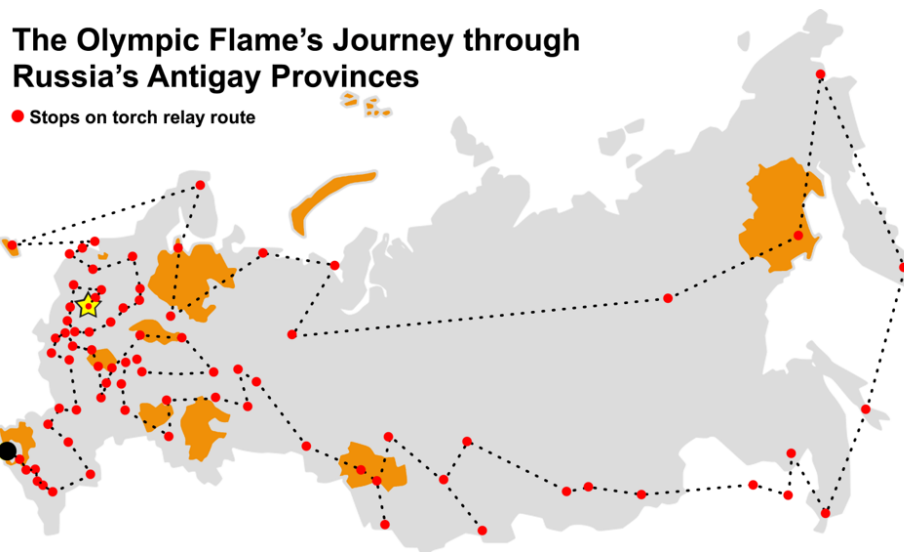 The Olympic Flame’s Journey through
Russia’s Antigay Provinces
Stops on torch relay route